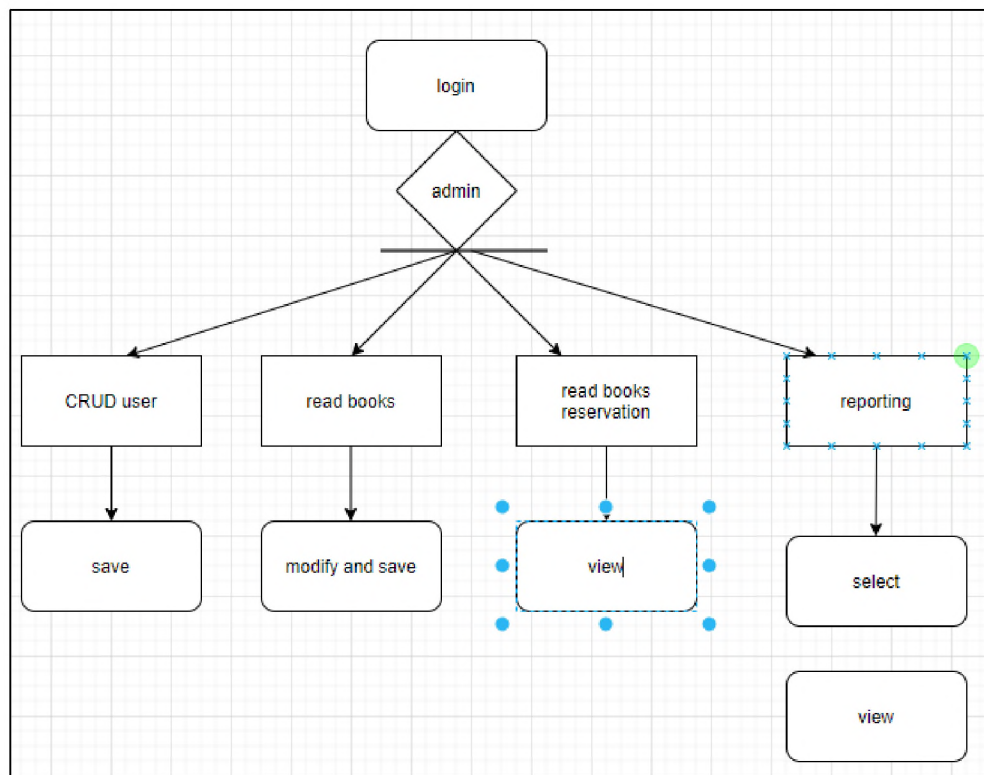 login
admin
CRUD user
read books
read books
reservation
reporting
save
modify and save
view
select
view